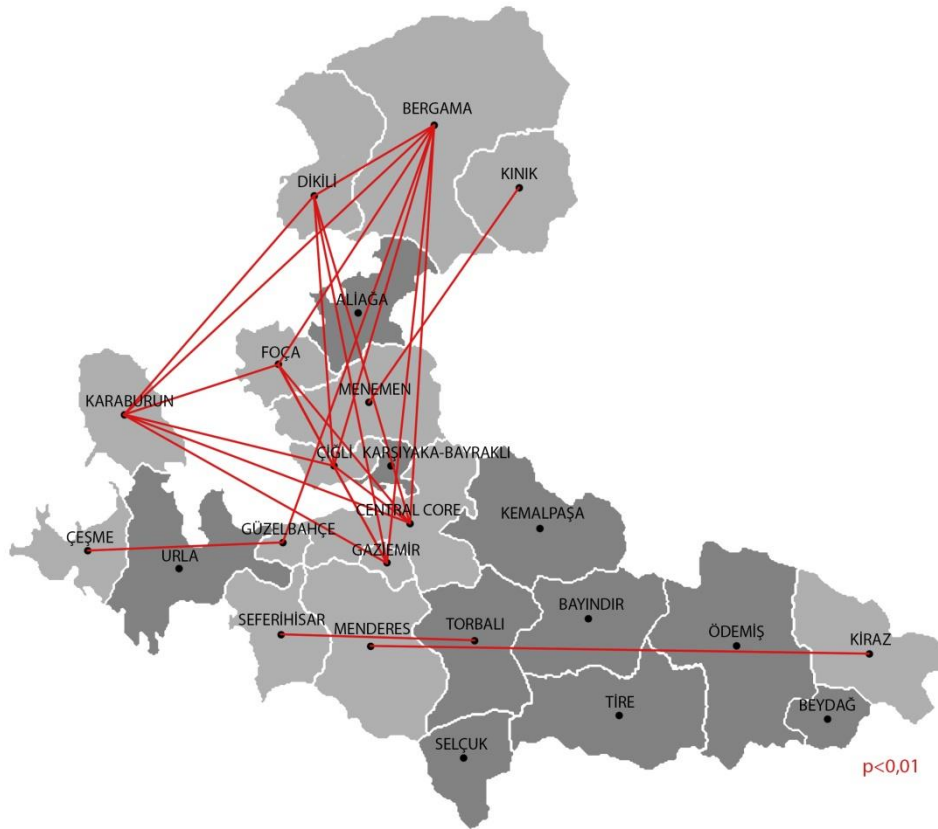 BERGAMA
KINIK
DİKİLİ
ALİAĞA
FOÇA
MENEMEN
KARABURUN
ÇİĞLİ
KARŞIYAKA-BAYRAKLI
CENTRAL CORE
KEMALPAŞA
GÜZELBAHÇE
ÇEŞME
URLA
GAZİEMİR
BAYINDIR
SEFERİHİSAR
MENDERES
TORBALI
ÖDEMİŞ
KİRAZ
TİRE
BEYDAĞ
SELÇUK
p<0,01